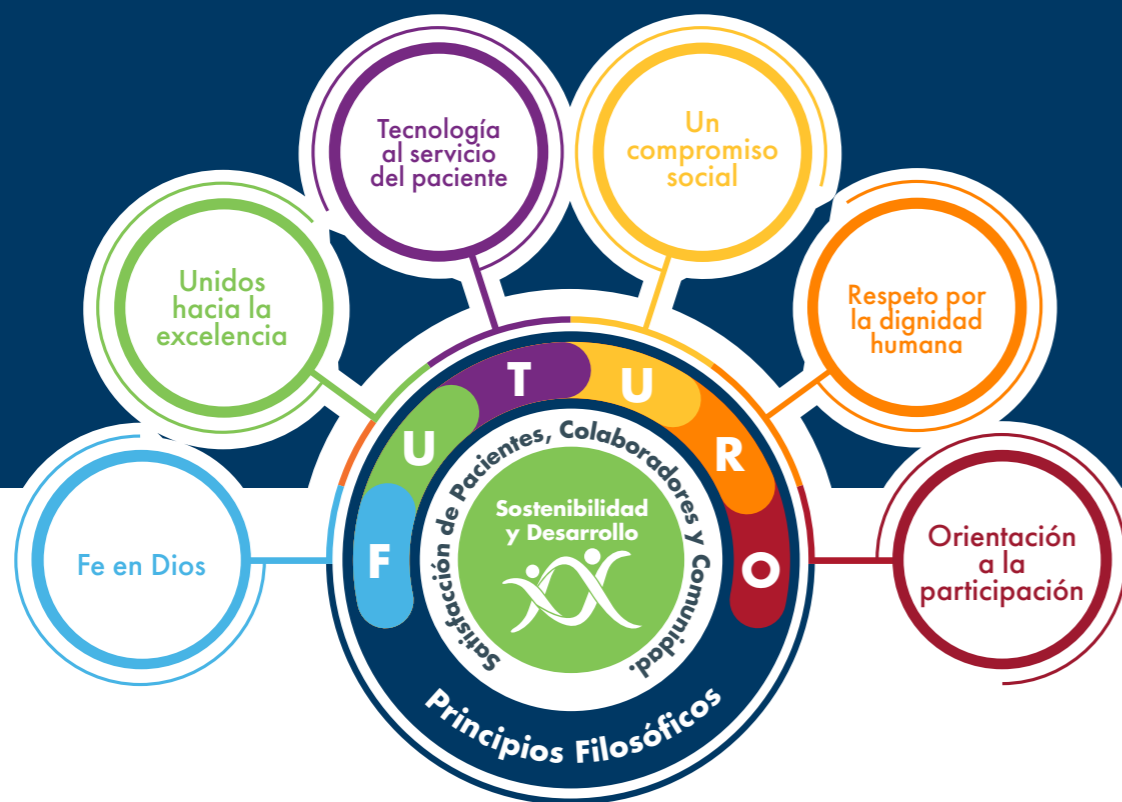 Fe en Dios
Unidos
hacia la
excelencia
Tecnología
al servicio
del paciente
Un
compromiso
social
Respeto por
la dignidad
humana
Orientación
a la
participación
F U T U R O
Satisfacción de Pacientes, Colaboradores y Comunidad.
Sostenibilidad
y Desarrollo
Principios Filosóficos